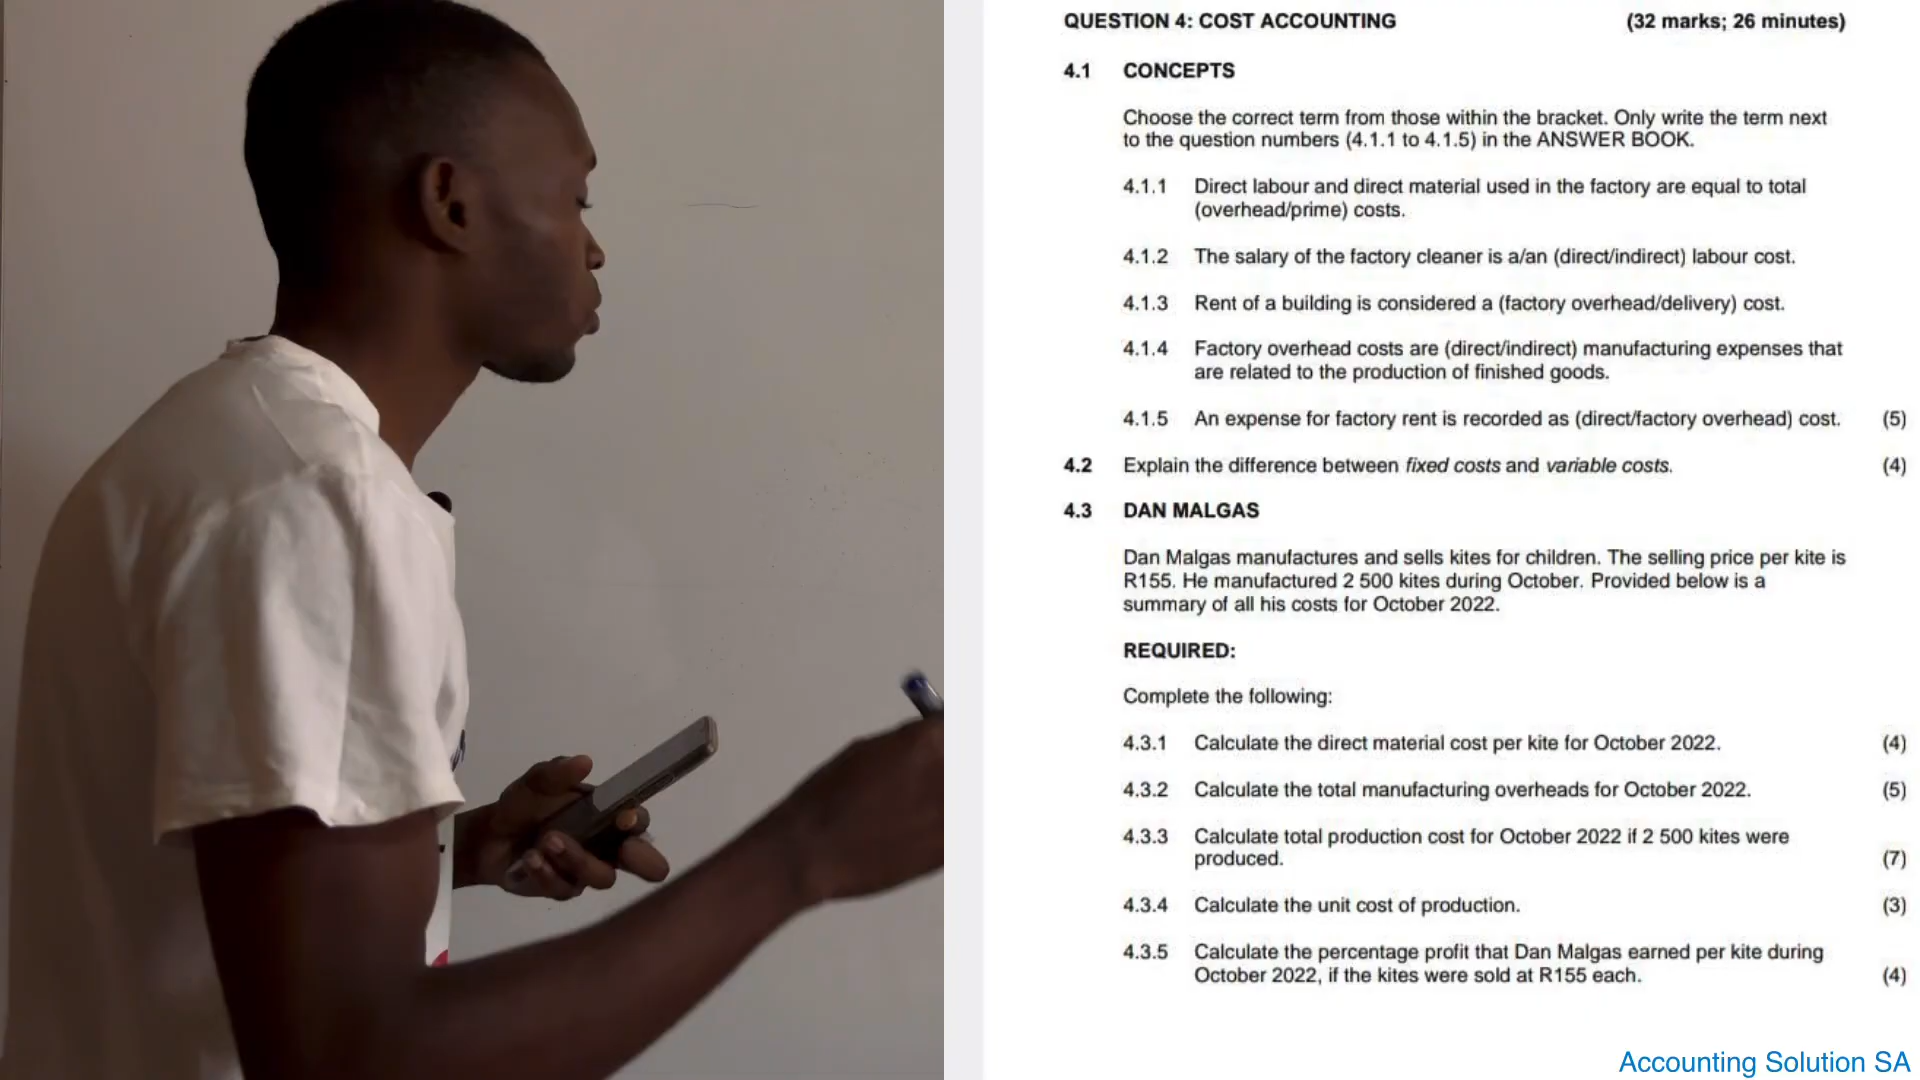 QUESTION 4: COST ACCOUNTING (32 marks; 26 minutes)
4.1 CONCEPTS
Choose the correct term from those within the bracket. Only write the term next
to the question numbers (4.1.1 to 4.1.5) in the ANSWER BOOK.
4.1.1 Direct labour and direct material used in the factory are equal to total
(overhead/prime) costs.
4.1.2 The salary of the factory cleaner is a/an (direct/indirect) labour cost.
4.1.3 Rent of a building is considered a (factory overhead/delivery) cost.
4.1.4 Factory overhead costs are (direct/indirect) manufacturing expenses that
are related to the production of finished goods.
4.1.5 An expense for factory rent is recorded as (direct/factory overhead) cost. (5)
4.2 Explain the difference between fixed costs and variable costs. (4)
4.3 DAN MALGAS
Dan Malgas manufactures and sells kites for children. The selling price per kite is
R155. He manufactured 2 500 kites during October. Provided below is a
summary of all his costs for October 2022.
REQUIRED:
Complete the following:
4.3.1 Calculate the direct material cost per kite for October 2022. (4)
4.3.2 Calculate the total manufacturing overheads for October 2022. (5)
4.3.3 Calculate total production cost for October 2022 if 2 500 kites were
produced. (7)
4.3.4 Calculate the unit cost of production. (3)
4.3.5 Calculate the percentage profit that Dan Malgas earned per kite during
October 2022, if the kites were sold at R155 each. (4)
Accounting Solution SA